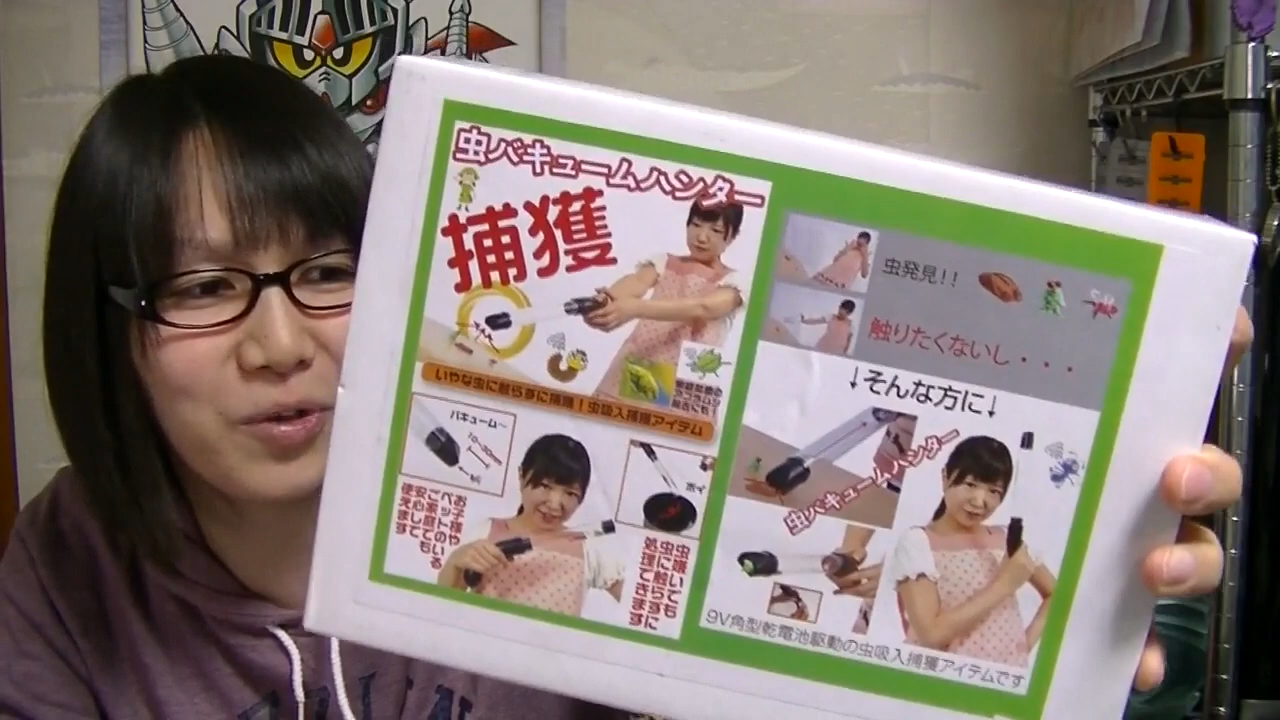 虫バキュームハンター
捕獲
いやな虫に触らずに捕獲！虫吸入捕獲アイテム
バキューム〜
お子様や
ペットのいる
ご家庭でも
安心して
使えます
ポイ
虫嫌いでも
虫に触らずに
処理できます
虫発見!!
触りたくないし・・・
↓そんな方に↓
虫バキュームハンター
9V角型乾電池駆動の虫吸入捕獲アイテムです